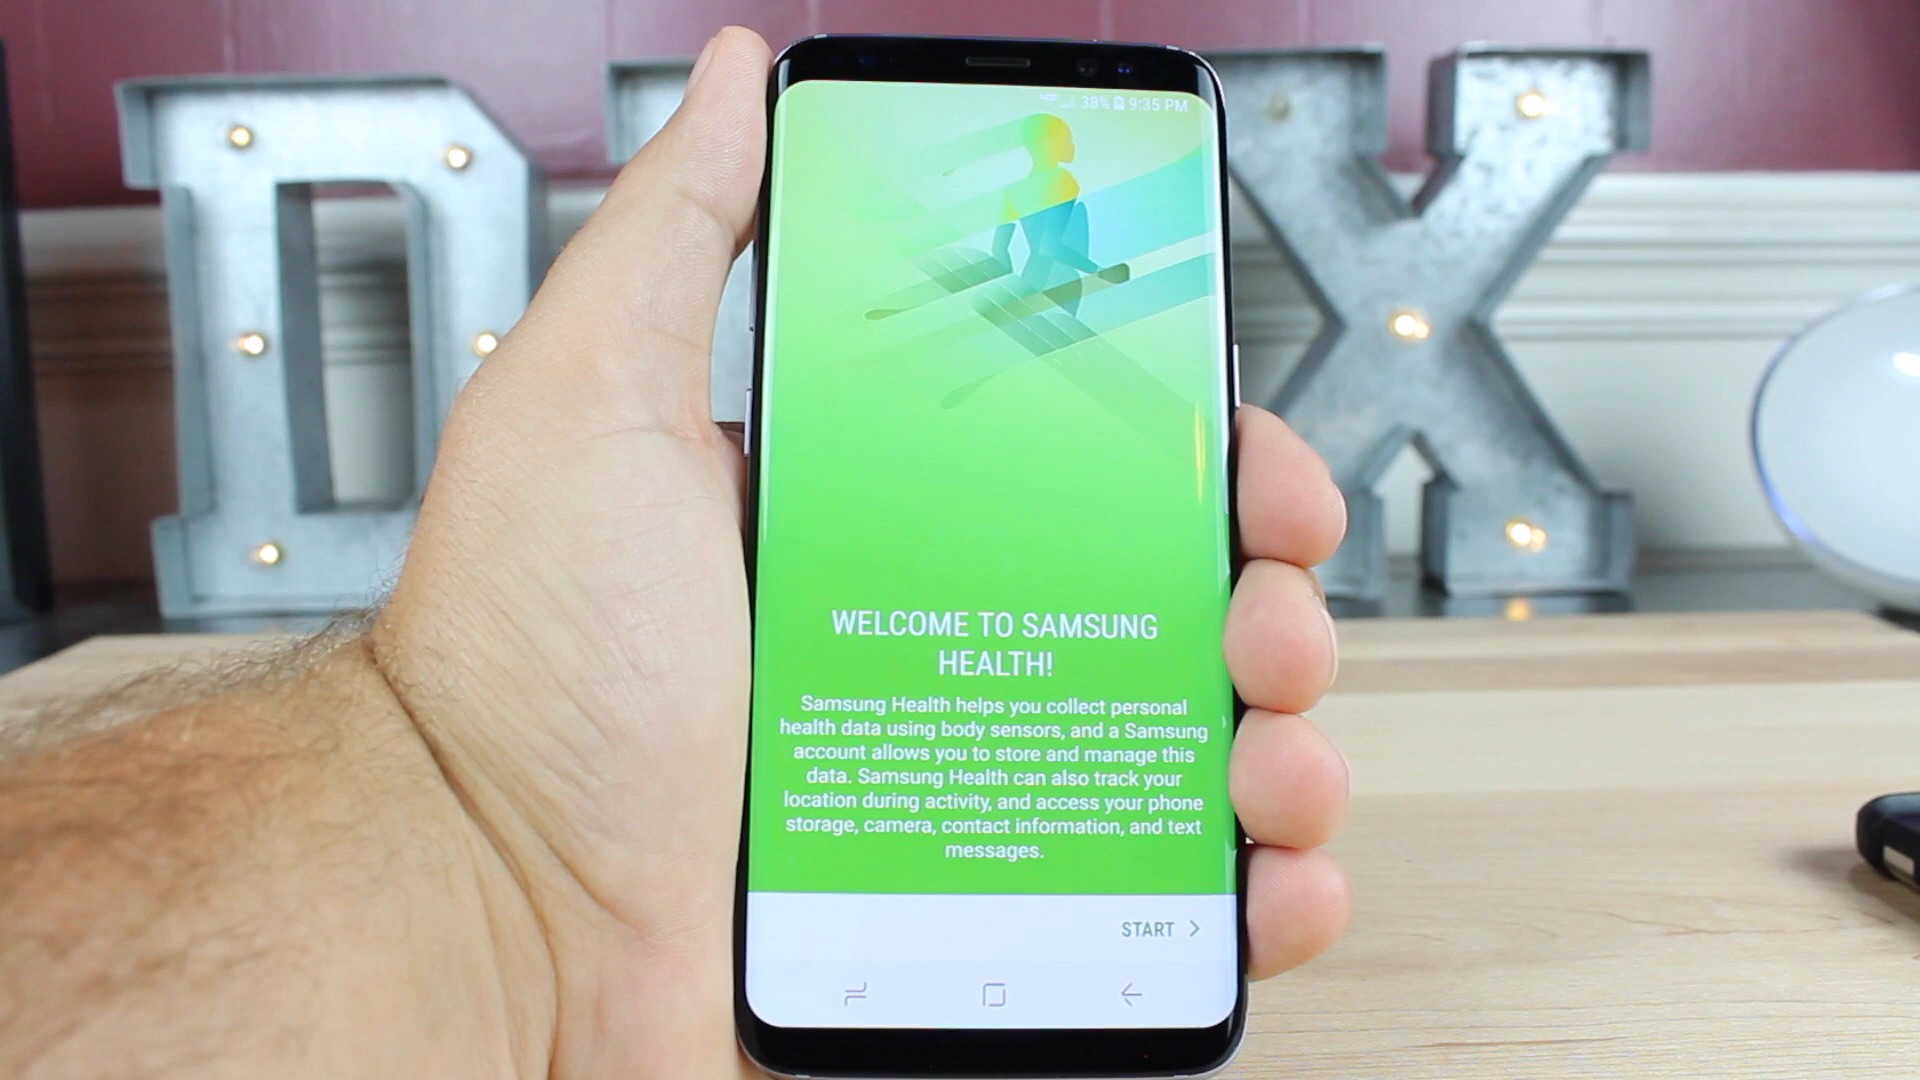 D
X
38% 9:35 PM
WELCOME TO SAMSUNG
HEALTH!
Samsung Health helps you collect personal
health data using body sensors, and a Samsung
account allows you to store and manage this
data. Samsung Health can also track your
location during activity, and access your phone
storage, camera, contact information, and text
messages.
START